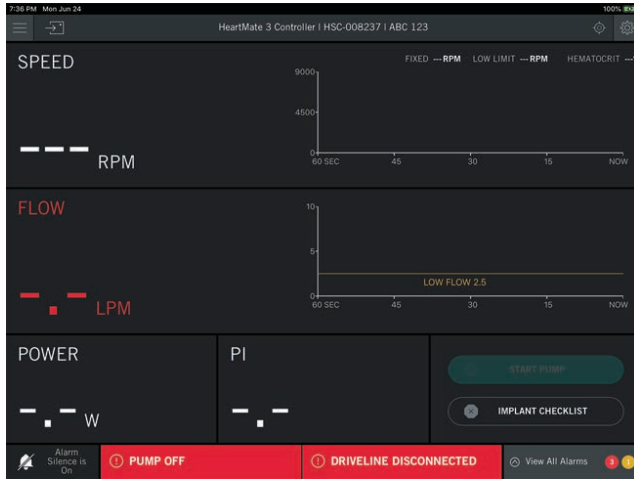 7:36 PM Mon Jun 24
100%
HeartMate 3 Controller I HSC-008237 I ABC 123
SPEED
FIXED --- RPM LOW LIMIT --- RPM HEMATOCRIT ---
9000
4500
0
60 SEC 45 30 15 NOW
--- RPM
FLOW
10
5
LOW FLOW 2.5
0
60 SEC 45 30 15 NOW
-.- LPM
POWER
-.- W
PI
-.-
START PUMP
IMPLANT CHECKLIST
Alarm
Silence is
On
PUMP OFF
DRIVELINE DISCONNECTED
View All Alarms 3 1